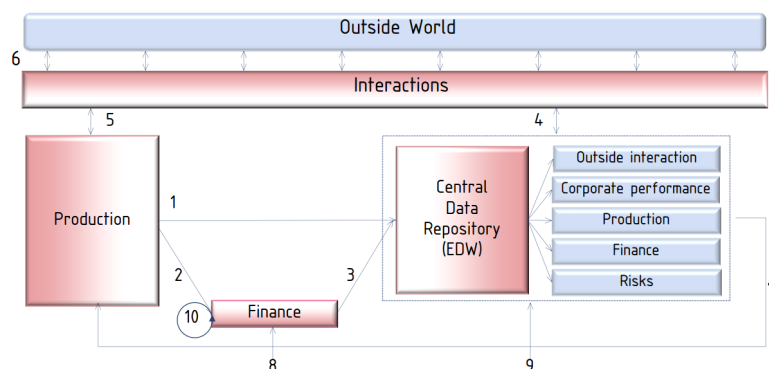 Outside World
6
Interactions
5
4
Production
1
2
3
10
Finance
Central
Data
Repository
(EDW)
Outside interaction
Corporate performance
Production
Finance
Risks
8
9